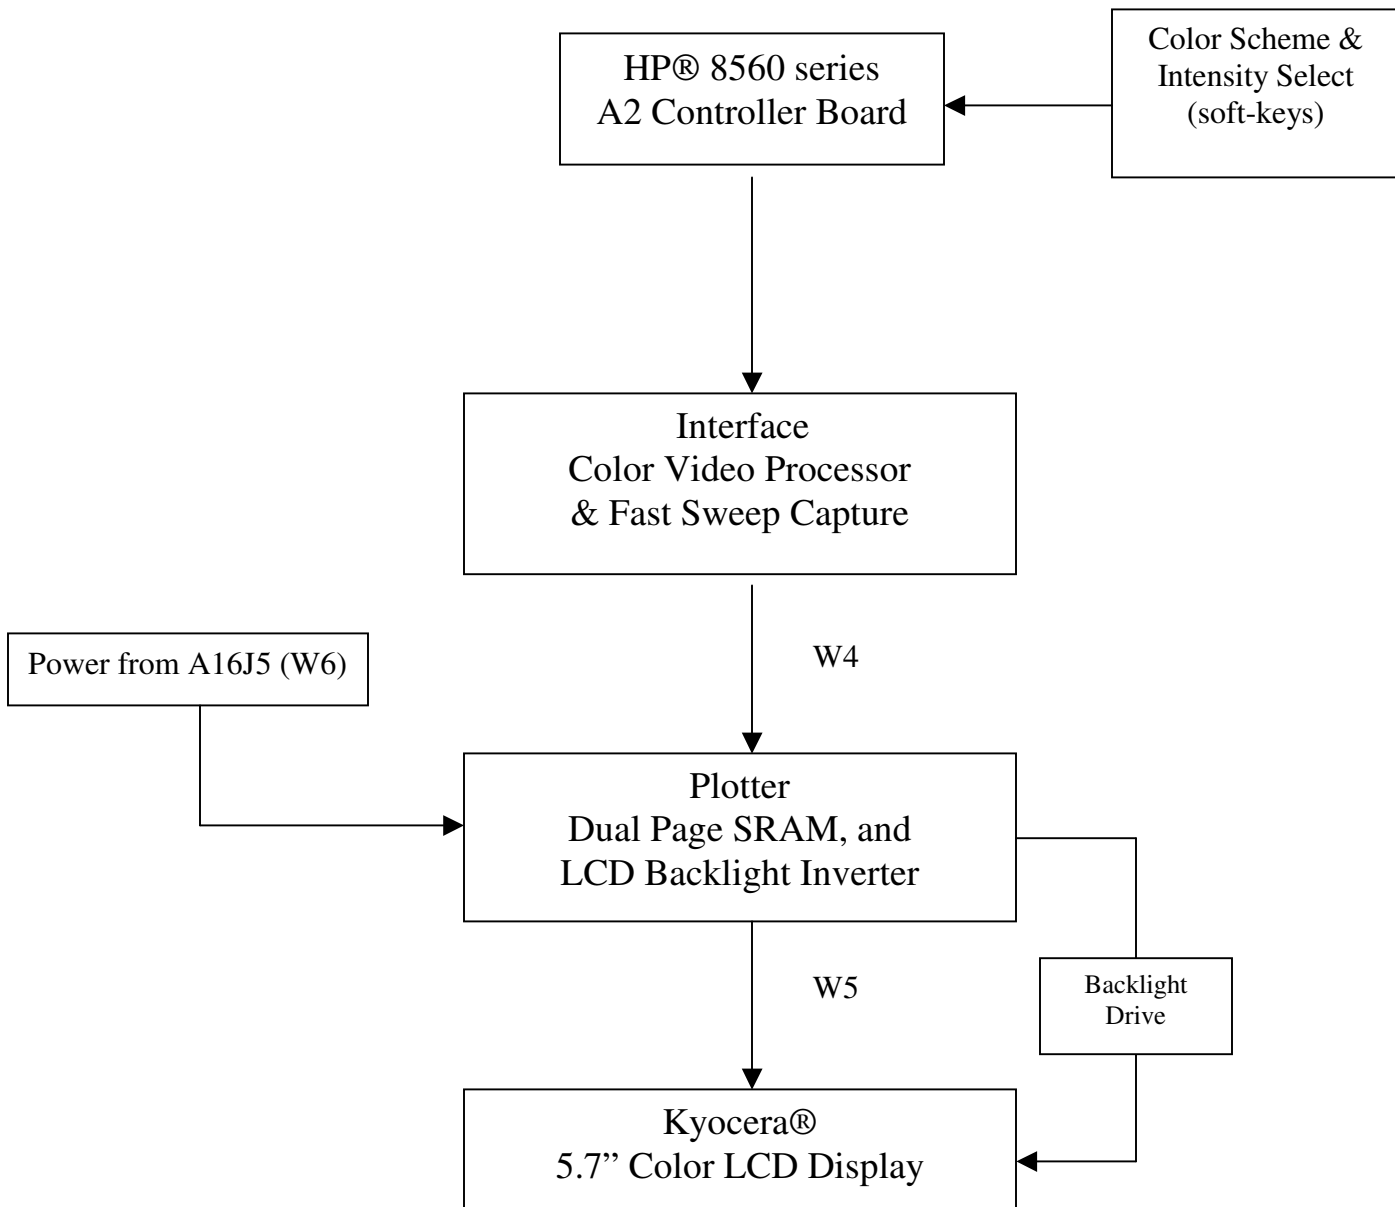 HP® 8560 series
A2 Controller Board
Color Scheme &
Intensity Select
(soft-keys)
Interface
Color Video Processor
& Fast Sweep Capture
W4
Power from A16J5 (W6)
Plotter
Dual Page SRAM, and
LCD Backlight Inverter
W5
Backlight
Drive
Kyocera®
5.7” Color LCD Display